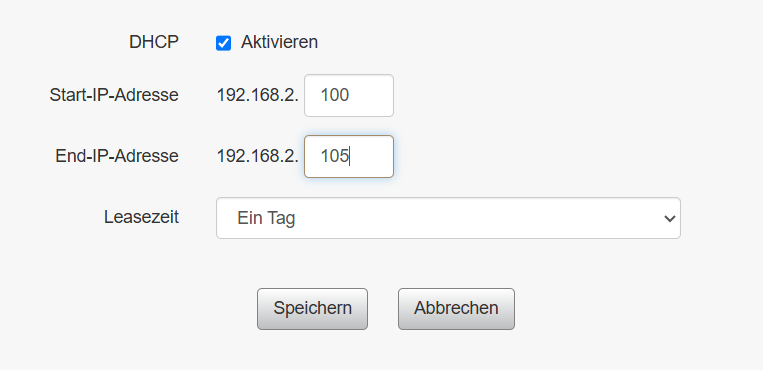 DHCP Aktivieren
Start-IP-Adresse 192.168.2. 100
End-IP-Adresse 192.168.2. 105
Leasezeit Ein Tag
Speichern Abbrechen